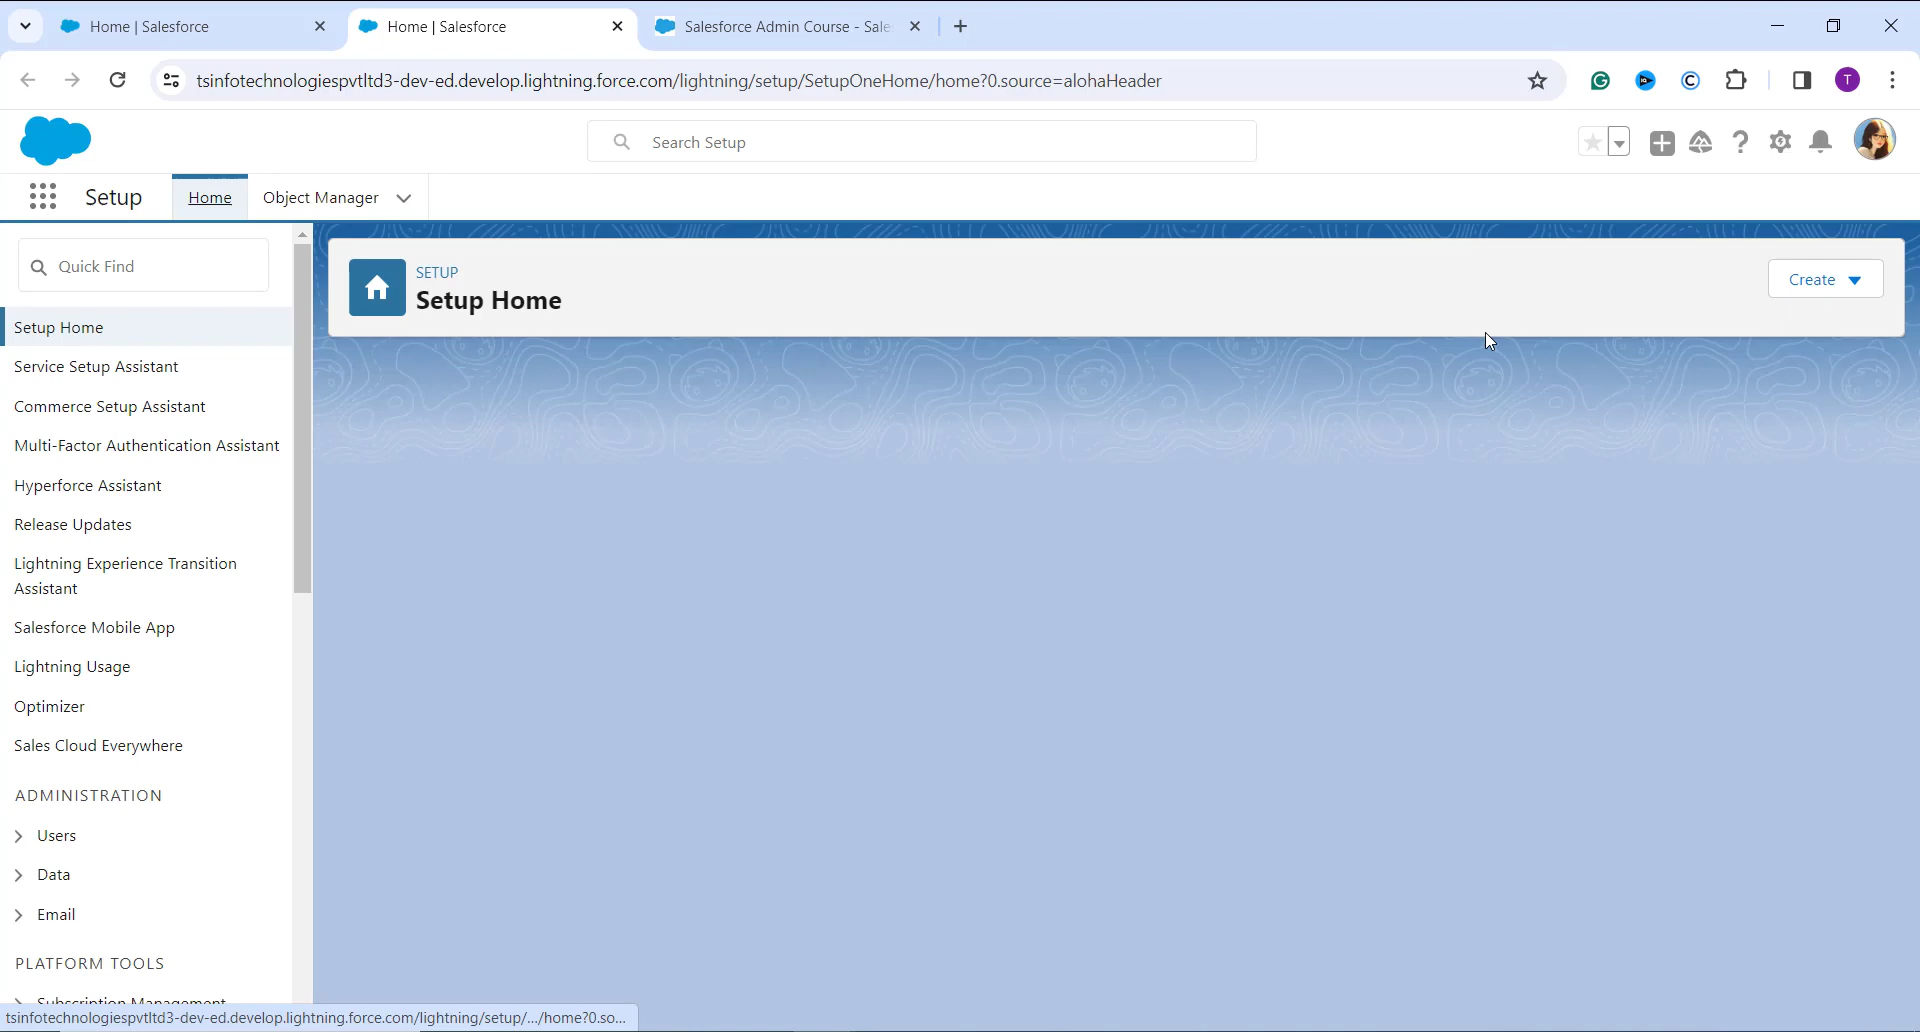 Home | Salesforce
Home | Salesforce
Salesforce Admin Course - Sale
tsinfotechnologiespvtltd3-dev-ed.develop.lightning.force.com/lightning/setup/SetupOneHome/home?0.source=alohaHeader
T
Search Setup
Setup
Home
Object Manager
Quick Find
SETUP
Setup Home
Create
Setup Home
Service Setup Assistant
Commerce Setup Assistant
Multi-Factor Authentication Assistant
Hyperforce Assistant
Release Updates
Lightning Experience Transition
Assistant
Salesforce Mobile App
Lightning Usage
Optimizer
Sales Cloud Everywhere
ADMINISTRATION
Users
Data
Email
PLATFORM TOOLS
Subscription Management
tsinfotechnologiespvtltd3-dev-ed.develop.lightning.force.com/lightning/setup/.../home?0.so...